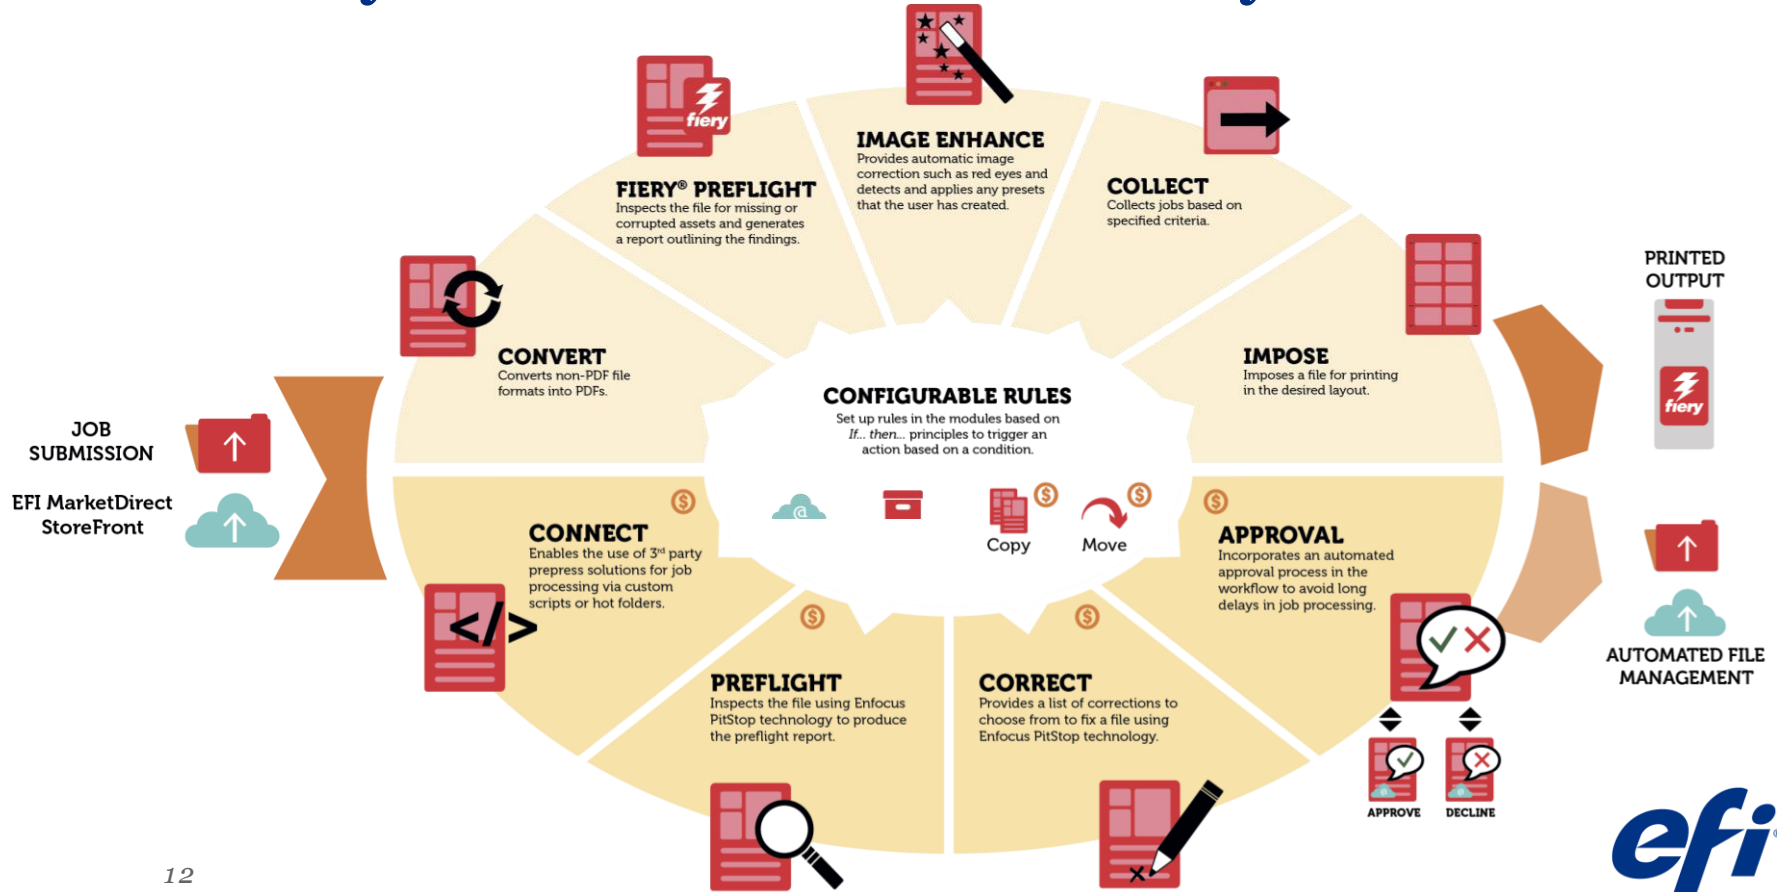 IMAGE ENHANCE
Provides automatic image
correction such as red eyes and
detects and applies any presets
that the user has created.
fiery
FIERY® PREFLIGHT
Inspects the file for missing or
corrupted assets and generates
a report outlining the findings.
COLLECT
Collects jobs based on
specified criteria.
CONVERT
Converts non-PDF file
formats into PDFs.
IMPOSE
Imposes a file for printing
in the desired layout.
PRINTED
OUTPUT
fiery
CONFIGURABLE RULES
Set up rules in the modules based on
If... then... principles to trigger an
action based on a condition.
@
$
$
Copy
Move
JOB
SUBMISSION
EFI MarketDirect
StoreFront
$
CONNECT
Enables the use of 3rd party
prepress solutions for job
processing via custom
scripts or hot folders.
</>
$
APPROVAL
Incorporates an automated
approval process in the
workflow to avoid long
delays in job processing.
$
PREFLIGHT
Inspects the file using Enfocus
PitStop technology to produce
the preflight report.
$
CORRECT
Provides a list of corrections to
choose from to fix a file using
Enfocus PitStop technology.
AUTOMATED FILE
MANAGEMENT
@
@
APPROVE
DECLINE
12
efi®